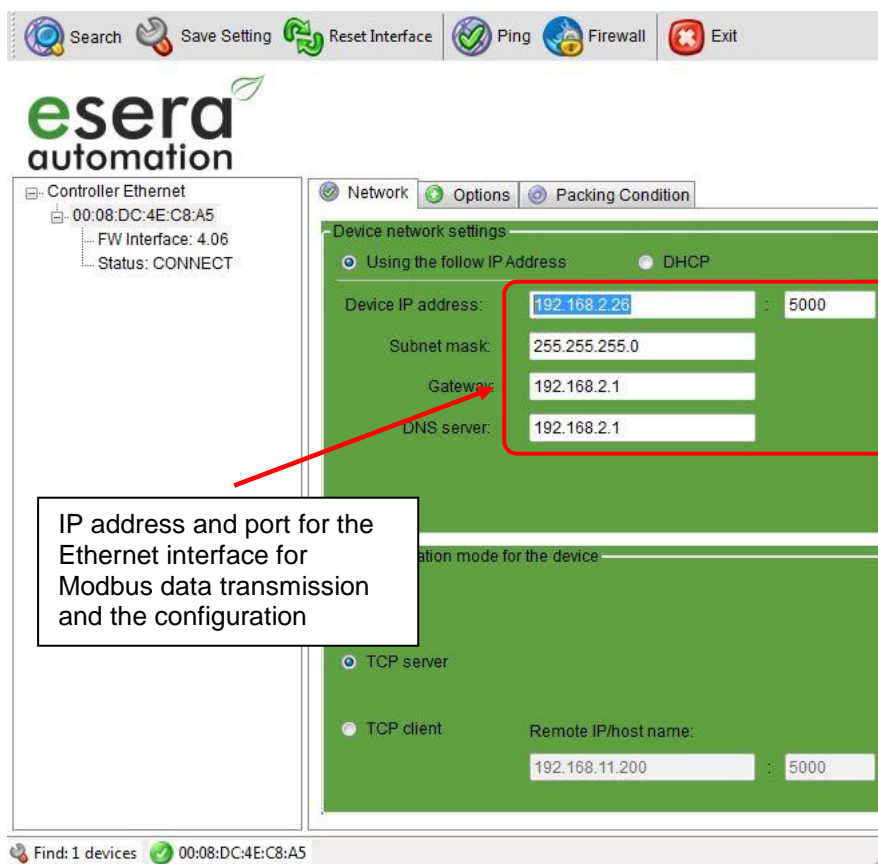 Search Save Setting Reset Interface Ping Firewall Exit
esera
automation
Controller Ethernet
00:08:DC:4E:C8:A5
FW Interface: 4.06
Status: CONNECT
Network Options Packing Condition
Device network settings
Using the follow IP Address DHCP
Device IP address: 192.168.2.26 : 5000
Subnet mask: 255.255.255.0
Gateway: 192.168.2.1
DNS server: 192.168.2.1
IP address and port for the
Ethernet interface for
Modbus data transmission
and the configuration
mode for the device
TCP server
TCP client Remote IP/host name:
192.168.11.200 : 5000
Find: 1 devices 00:08:DC:4E:C8:A5